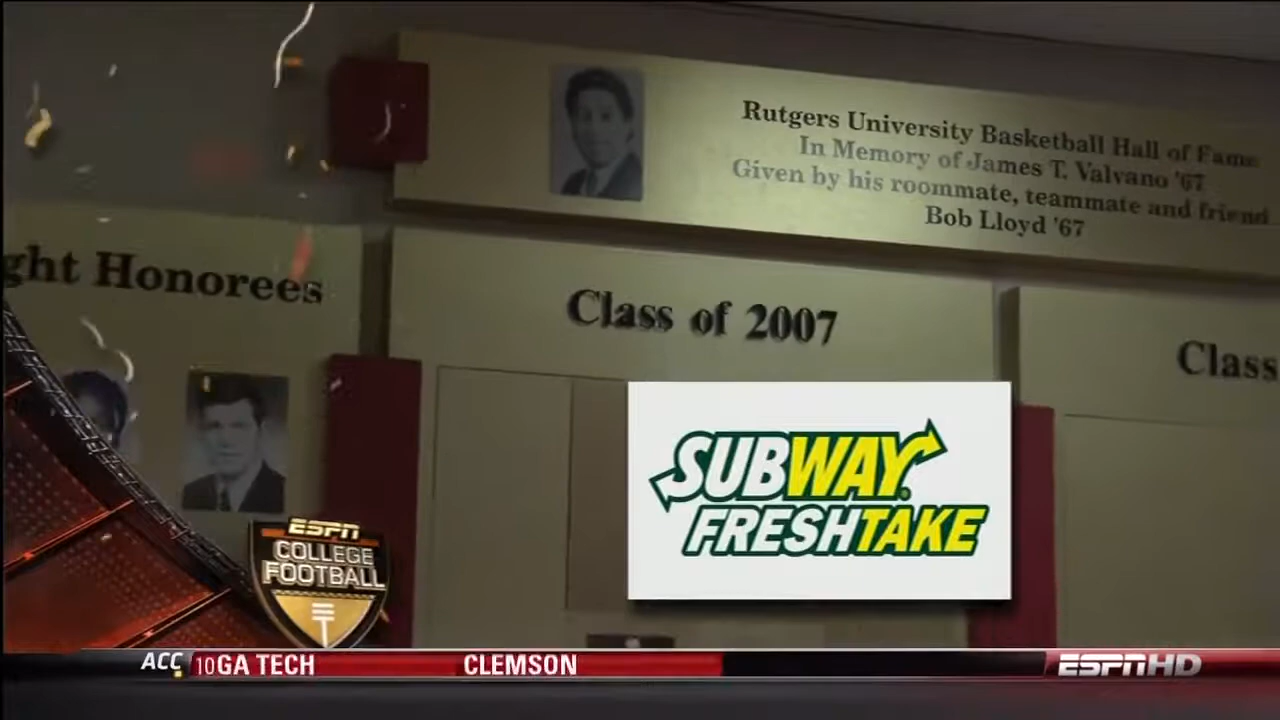 Rutgers University Basketball Hall of Fame
In Memory of James T. Valvano '67
Given by his roommate, teammate and friend
Bob Lloyd '67
ght Honorees
Class of 2007
Class
SUBWAY
FRESHTAKE
ESPN
COLLEGE
FOOTBALL
ACC 10 GA TECH CLEMSON ESPN HD